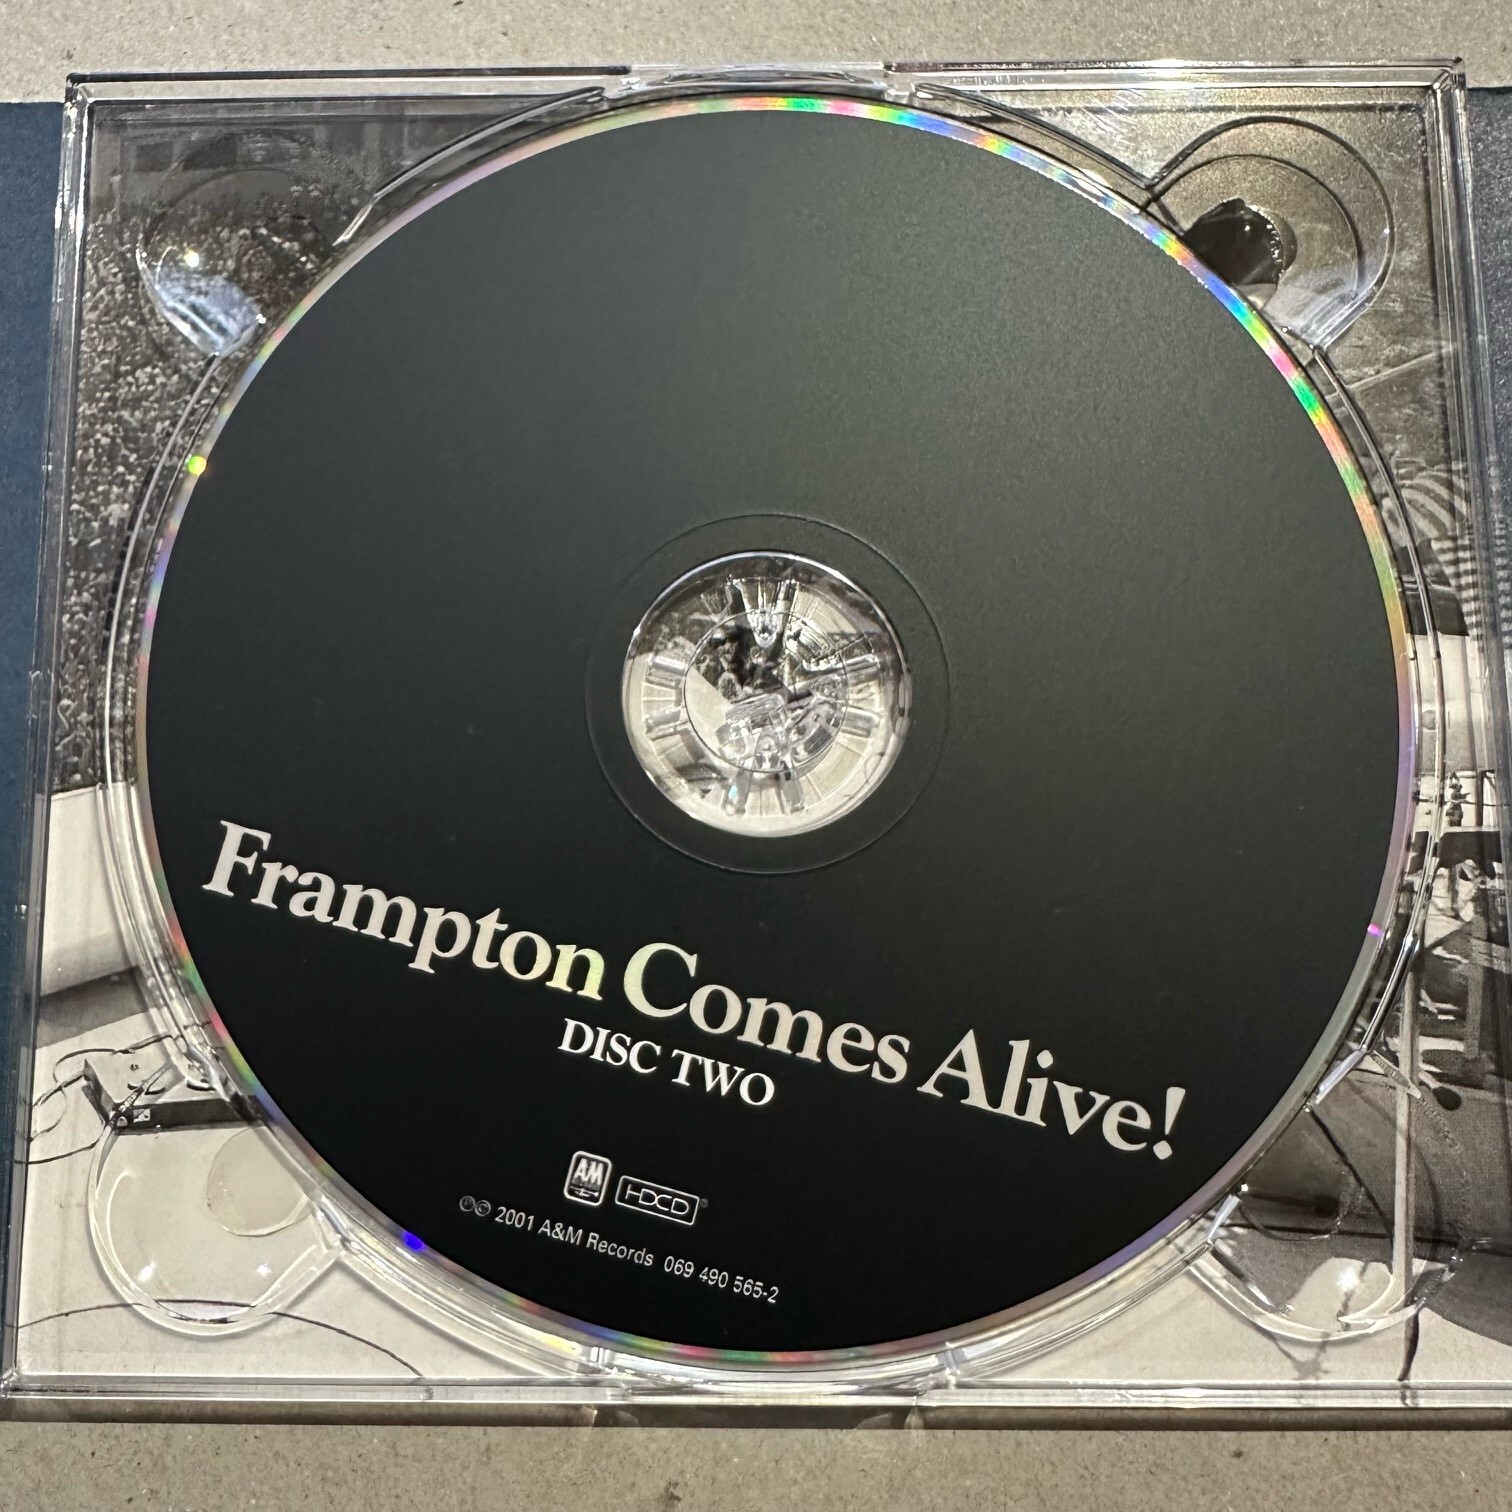 Frampton Comes Alive!
DISC TWO
A&M HDCD®
℗© 2001 A&M Records 069 490 565-2